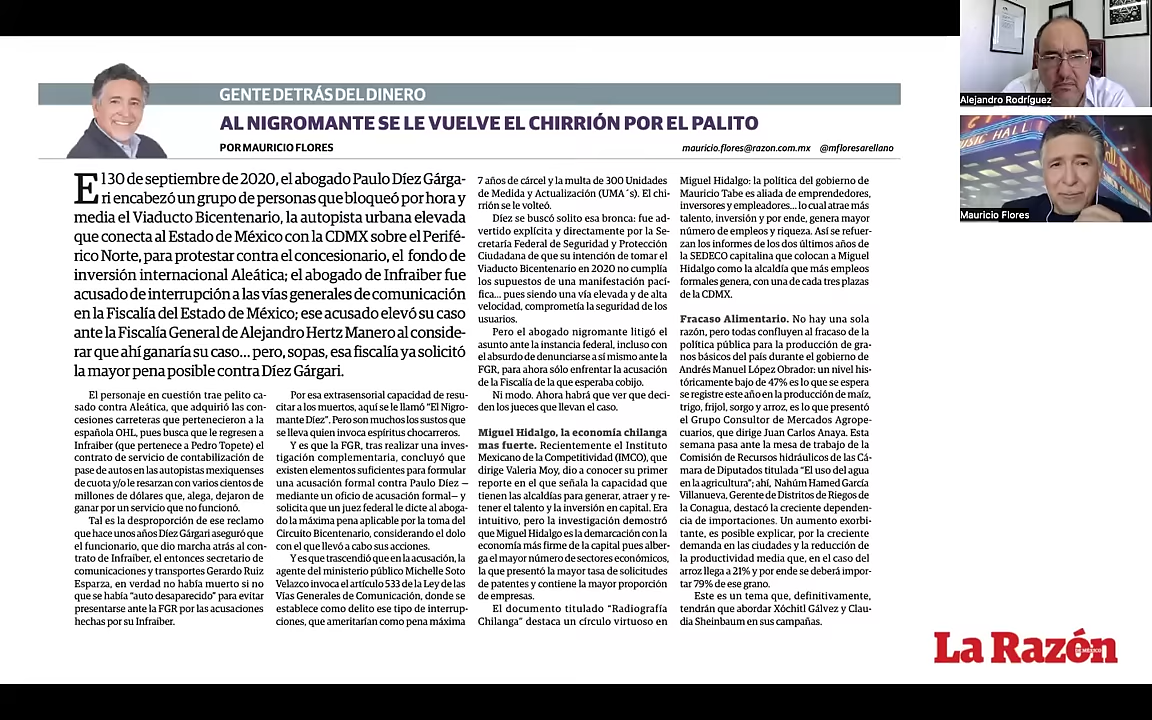 GENTE DETRÁS DEL DINERO
AL NIGROMANTE SE LE VUELVE EL CHIRRIÓN POR EL PALITO
POR MAURICIO FLORES
mauricio.flores@razon.com.mx @mfloresarellano
El 30 de septiembre de 2020, el abogado Paulo Díez Gárga-
ri encabezó un grupo de personas que bloqueó por hora y
media el Viaducto Bicentenario, la autopista urbana elevada
que conecta al Estado de México con la CDMX sobre el Perifé-
rico Norte, para protestar contra el concesionario, el fondo de
inversión internacional Aleática; el abogado de Infraiber fue
acusado de interrupción a las vías generales de comunicación
en la Fiscalía del Estado de México; ese acusado elevó su caso
ante la Fiscalía General de Alejandro Hertz Manero al conside-
rar que ahí ganaría su caso... pero, sopas, esa fiscalía ya solicitó
la mayor pena posible contra Díez Gárgari.
El personaje en cuestión trae pelito ca-
sado contra Aleática, que adquirió las con-
cesiones carreteras que pertenecieron a la
española OHL, pues busca que le regresen a
Infraiber (que pertenece a Pedro Topete) el
contrato de servicio de contabilización de
pase de autos en las autopistas mexiquenses
de cuota y/o le resarzan con varios cientos de
millones de dólares que, alega, dejaron de
ganar por un servicio que no funcionó.
Tal es la desproporción de ese reclamo
que hace unos años Díez Gárgari aseguró que
el funcionario, que dio marcha atrás al con-
trato de Infraiber, el entonces secretario de
comunicaciones y transportes Gerardo Ruiz
Esparza, en verdad no había muerto si no
que se había “auto desaparecido” para evitar
presentarse ante la FGR por las acusaciones
hechas por su Infraiber.
Por esa extrasensorial capacidad de resu-
citar a los muertos, aquí se le llamó “El Nigro-
mante Díez”. Pero son muchos los sustos que
se lleva quien invoca espíritus chocarreros.
Y es que la FGR, tras realizar una inves-
tigación complementaria, concluyó que
existen elementos suficientes para formular
una acusación formal contra Paulo Díez —
mediante un oficio de acusación formal— y
solicita que un juez federal le dicte al aboga-
do la máxima pena aplicable por la toma del
Circuito Bicentenario, considerando el dolo
con el que llevó a cabo sus acciones.
Y es que trascendió que en la acusación, la
agente del ministerio público Michelle Soto
Velazco invoca el artículo 533 de la Ley de las
Vías Generales de Comunicación, donde se
establece como delito ese tipo de interrup-
ciones, que ameritarían como pena máxima
7 años de cárcel y la multa de 300 Unidades
de Medida y Actualización (UMA´s). El chi-
rrión se le volteó.
Díez se buscó solito esa bronca: fue ad-
vertido explícita y directamente por la Se-
cretaría Federal de Seguridad y Protección
Ciudadana de que su intención de tomar el
Viaducto Bicentenario en 2020 no cumplía
los supuestos de una manifestación pací-
fica... pues siendo una vía elevada y de alta
velocidad, comprometía la seguridad de los
usuarios.
Pero el abogado nigromante litigó el
asunto ante la instancia federal, incluso con
el absurdo de denunciarse a sí mismo ante la
FGR, para ahora sólo enfrentar la acusación
de la Fiscalía de la que esperaba cobijo.
Ni modo. Ahora habrá que ver que deci-
den los jueces que llevan el caso.
Miguel Hidalgo, la economía chilanga
mas fuerte. Recientemente el Instituto
Mexicano de la Competitividad (IMCO), que
dirige Valeria Moy, dio a conocer su primer
reporte en el que señala la capacidad que
tienen las alcaldías para generar, atraer y re-
tener el talento y la inversión en capital. Era
intuitivo, pero la investigación demostró
que Miguel Hidalgo es la demarcación con la
economía más firme de la capital pues alber-
ga el mayor número de sectores económicos,
la que presentó la mayor tasa de solicitudes
de patentes y contiene la mayor proporción
de empresas.
El documento titulado “Radiografía
Chilanga” destaca un círculo virtuoso en
Miguel Hidalgo: la política del gobierno de
Mauricio Tabe es aliada de emprendedores,
inversores y empleadores... lo cual atrae más
talento, inversión y por ende, genera mayor
número de empleos y riqueza. Así se refuer-
zan los informes de los dos últimos años de
la SEDECO capitalina que colocan a Miguel
Hidalgo como la alcaldía que más empleos
formales genera, con una de cada tres plazas
de la CDMX.
Fracaso Alimentario. No hay una sola
razón, pero todas confluyen al fracaso de la
política pública para la producción de gra-
nos básicos del país durante el gobierno de
Andrés Manuel López Obrador: un nivel his-
tóricamente bajo de 47% es lo que se espera
se registre este año en la producción de maíz,
trigo, frijol, sorgo y arroz, es lo que presentó
el Grupo Consultor de Mercados Agrope-
cuarios, que dirige Juan Carlos Anaya. Esta
semana pasa ante la mesa de trabajo de la
Comisión de Recursos hidráulicos de las Cá-
mara de Diputados titulada “El uso del agua
en la agricultura”; ahí, Nahúm Hamed García
Villanueva, Gerente de Distritos de Riegos de
la Conagua, destacó la creciente dependen-
cia de importaciones. Un aumento exorbi-
tante, es posible explicar, por la creciente
demanda en las ciudades y la reducción de
la productividad media que, en el caso del
arroz llega a 21% y por ende se deberá impor-
tar 79% de ese grano.
Este es un tema que, definitivamente,
tendrán que abordar Xóchitl Gálvez y Clau-
dia Sheinbaum en sus campañas.
Alejandro Rodríguez
MUSIC HALL
Mauricio Flores
La Razón
DE MÉXICO